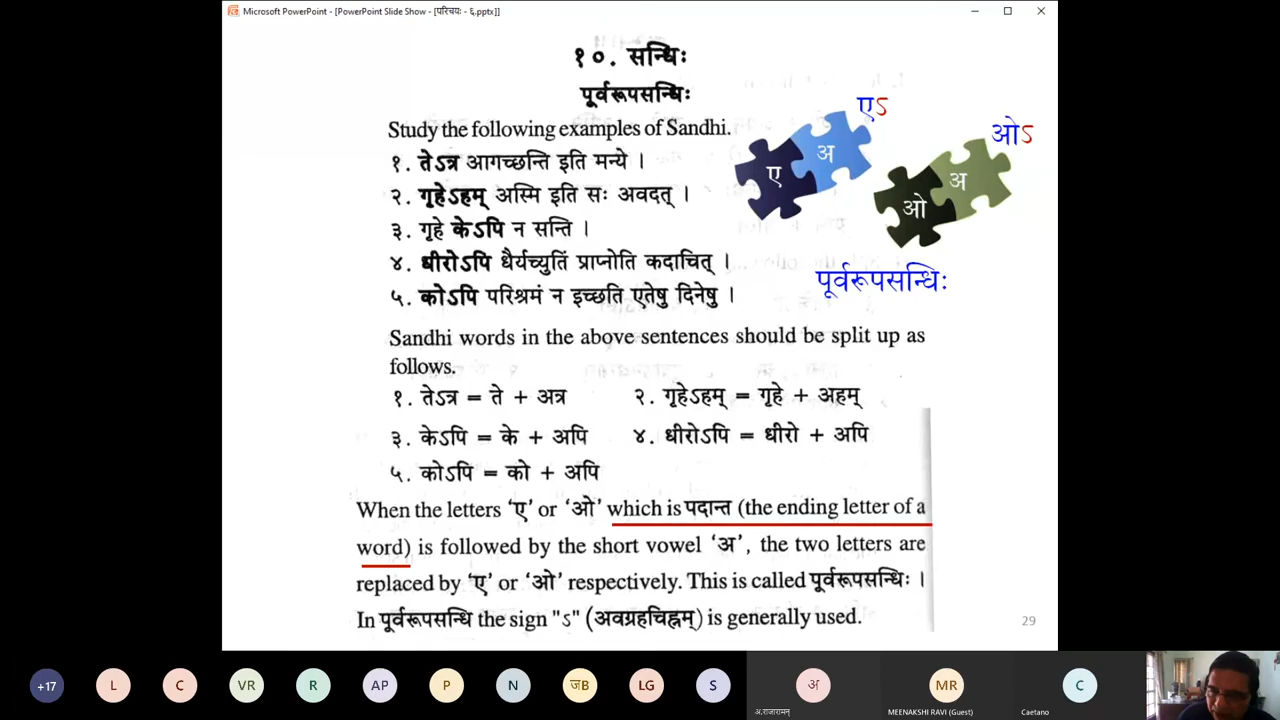 Microsoft PowerPoint - [PowerPoint Slide Show - [परिचयः - ६.pptx]]
१०. सन्धिः
पूर्वरूपसन्धिः
Study the following examples of Sandhi.
१. तेऽत्र आगच्छन्ति इति मन्ये ।
२. गृहेऽहम् अस्मि इति सः अवदत् ।
३. गृहे केऽपि न सन्ति ।
४. धीरोऽपि धैर्यच्युतिं प्राप्नोति कदाचित् ।
५. कोऽपि परिश्रमं न इच्छति एतेषु दिनेषु ।
एऽ
ए अ
ओऽ
ओ अ
पूर्वरूपसन्धिः
Sandhi words in the above sentences should be split up as
follows.
१. तेऽत्र = ते + अत्र २. गृहेऽहम् = गृहे + अहम्
३. केऽपि = के + अपि ४. धीरोऽपि = धीरो + अपि
५. कोऽपि = को + अपि
When the letters ‘ए’ or ‘ओ’ which is पदान्त (the ending letter of a
word) is followed by the short vowel ‘अ’, the two letters are
replaced by ‘ए’ or ‘ओ’ respectively. This is called पूर्वरूपसन्धिः ।
In पूर्वरूपसन्धि the sign "ऽ" (अवग्रहचिह्नम्) is generally used.
29
+17 L C VR R AP P N जB LG S अ MR C
अ.राजारामन् MEENAKSHI RAVI (Guest) Caetano